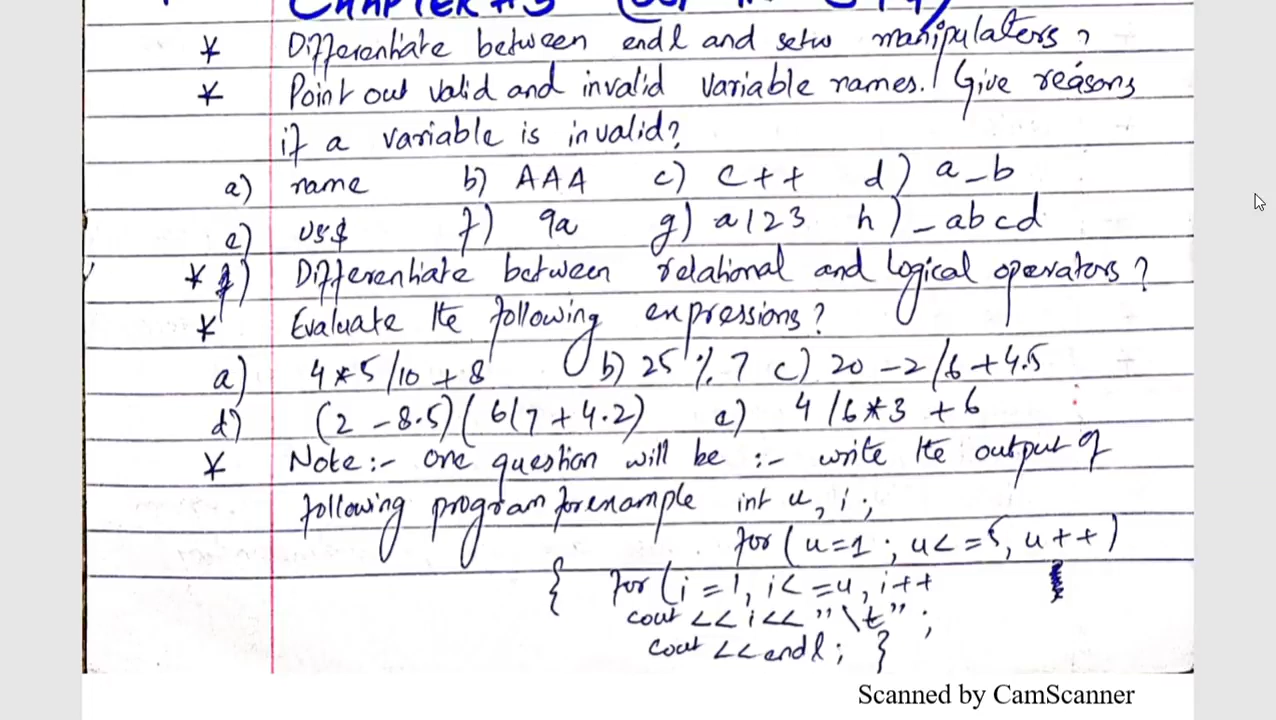 CHAPTER #3
* Differentiate between endl and setw manipulaters ?
* Point out valid and invalid variable names. Give reasons
if a variable is invalid?
a) name b) AAA c) C++ d) a_b
e) US$ f) 9a g) a123 h) _abcd
* Differentiate between relational and logical operators ?
* Evaluate the following expressions ?
a) 4*5/10 + 8 b) 25 % 7 c) 20 - 2/6 + 4.5
d) (2 - 8.5)(6(7 + 4.2) e) 4/6*3 + 6
* Note :- one question will be :- write the output of
following program forexample int u, i;
for (u=1 ; u<=5, u++)
{ for (i=1, i<=u, i++
cout <<i<< "\t" ;
cout <<endl; }
Scanned by CamScanner